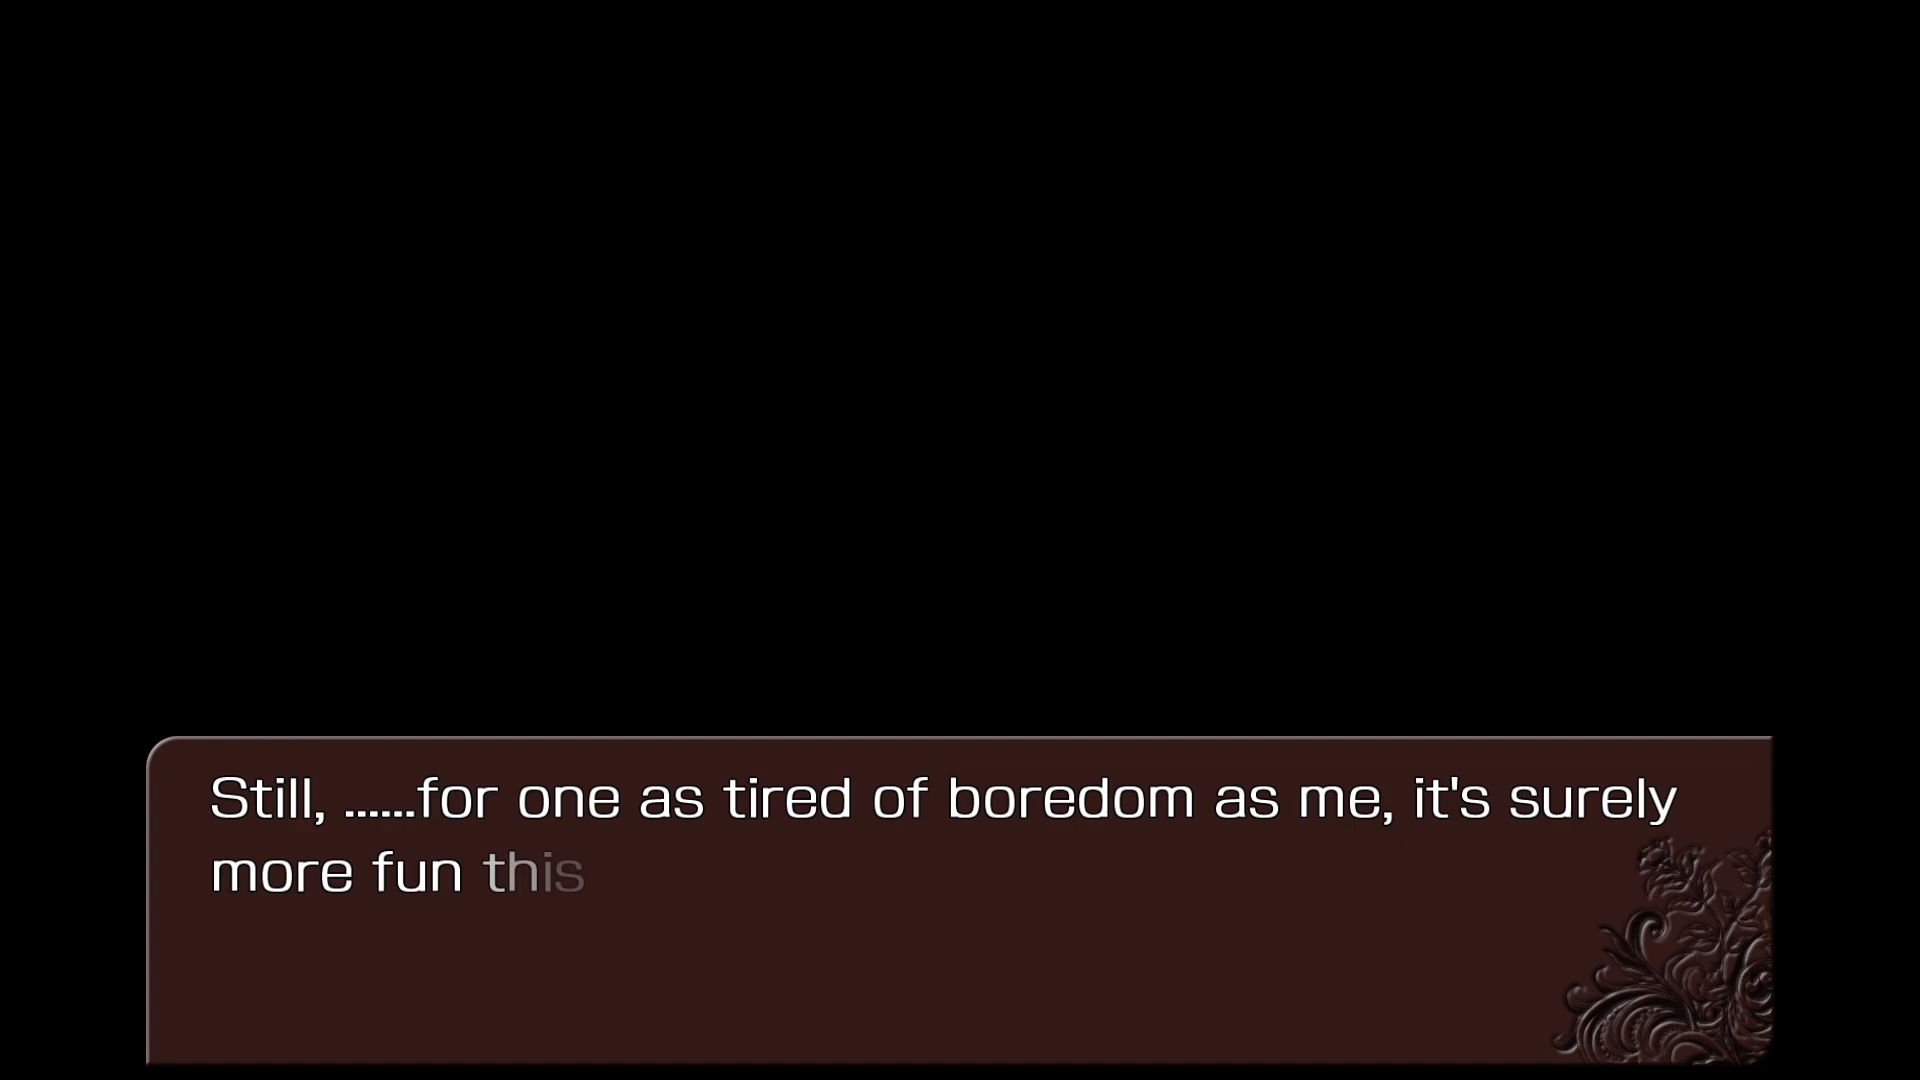 Still, ......for one as tired of boredom as me, it's surely
more fun this